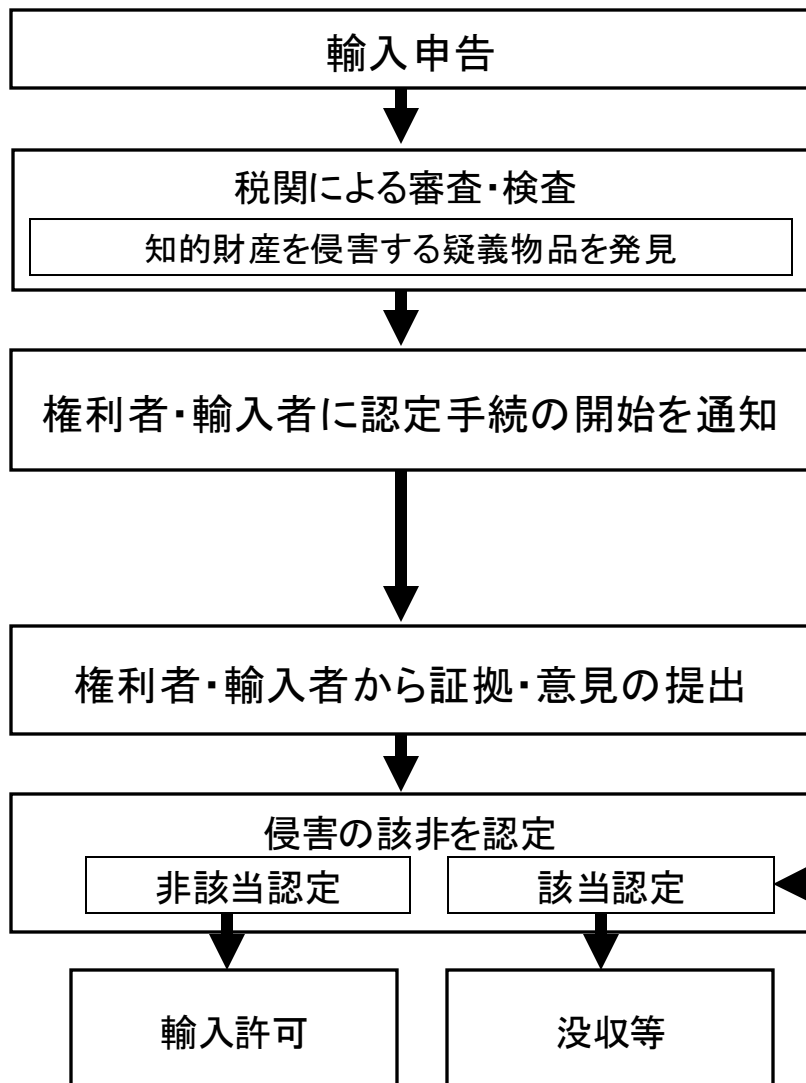 輸入申告
税関による審査・検査
知的財産を侵害する疑義物品を発見
権利者・輸入者に認定手続の開始を通知
権利者・輸入者から証拠・意見の提出
侵害の該非を認定
非該当認定
該当認定
輸入許可
没収等